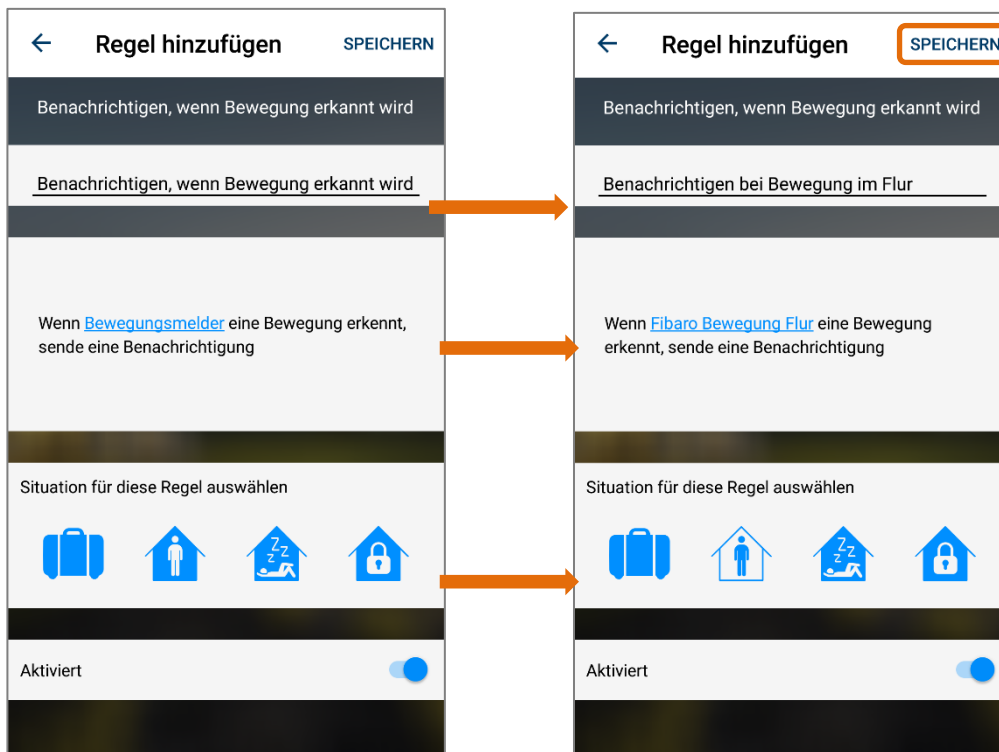 Regel hinzufügen SPEICHERN
Benachrichtigen, wenn Bewegung erkannt wird
Benachrichtigen, wenn Bewegung erkannt wird
Wenn Bewegungsmelder eine Bewegung erkennt,
sende eine Benachrichtigung
Situation für diese Regel auswählen
Z
Z
Z
Aktiviert
Regel hinzufügen SPEICHERN
Benachrichtigen, wenn Bewegung erkannt wird
Benachrichtigen bei Bewegung im Flur
Wenn Fibaro Bewegung Flur eine Bewegung
erkennt, sende eine Benachrichtigung
Situation für diese Regel auswählen
Z
Z
Z
Aktiviert